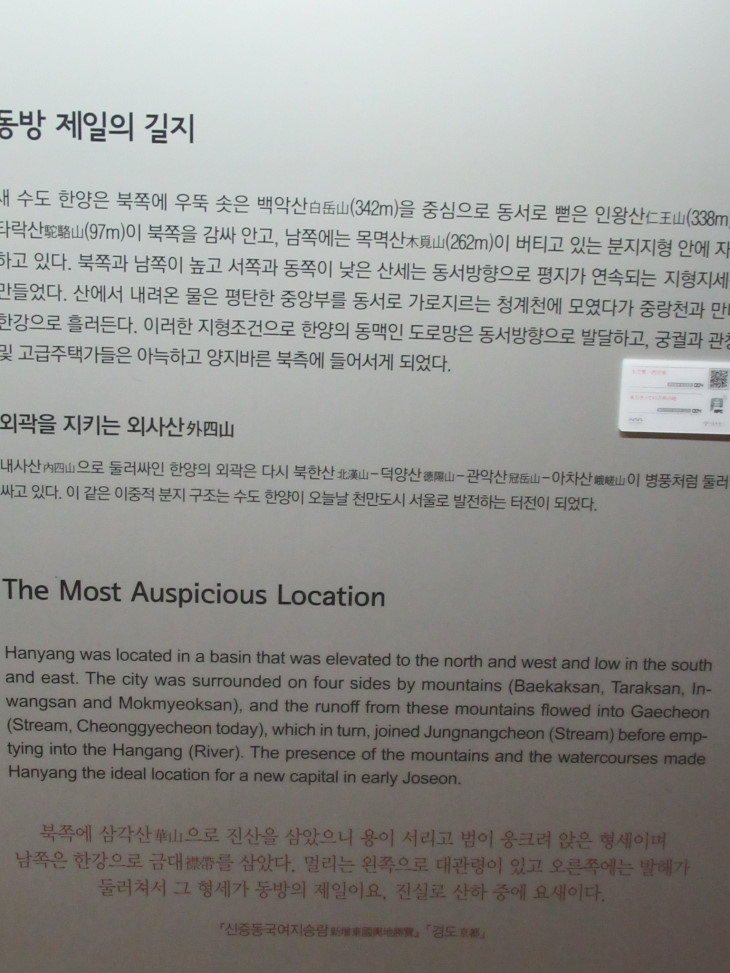 동방 제일의 길지
새 수도 한양은 북쪽에 우뚝 솟은 백악산白岳山(342m)을 중심으로 동서로 뻗은 인왕산仁王山(338m)
타락산駝駱山(97m)이 북쪽을 감싸 안고, 남쪽에는 목멱산木覓山(262m)이 버티고 있는 분지지형 안에
하고 있다. 북쪽과 남쪽이 높고 서쪽과 동쪽이 낮은 산세는 동서방향으로 평지가 연속되는 지형지세
만들었다. 산에서 내려온 물은 평탄한 중앙부를 동서로 가로지르는 청계천에 모였다가 중랑천과
한강으로 흘러든다. 이러한 지형조건으로 한양의 동맥인 도로망은 동서방향으로 발달하고, 궁궐과
및 고급주택가들은 아늑하고 양지바른 북측에 들어서게 되었다.
외곽을 지키는 외사산外四山
내사산內四山으로 둘러싸인 한양의 외곽은 다시 북한산北漢山–덕양산德陽山–관악산冠岳山–아차산峨嵯山이 병풍처럼 둘러
싸고 있다. 이 같은 이중적 분지 구조는 수도 한양이 오늘날 천만도시 서울로 발전하는 터전이 되었다.
The Most Auspicious Location
Hanyang was located in a basin that was elevated to the north and west and low in the south
and east. The city was surrounded on four sides by mountains (Baekaksan, Taraksan, In-
wangsan and Mokmyeoksan), and the runoff from these mountains flowed into Gaecheon
(Stream, Cheonggyecheon today), which in turn, joined Jungnangcheon (Stream) before emp-
tying into the Hangang (River). The presence of the mountains and the watercourses made
Hanyang the ideal location for a new capital in early Joseon.
북쪽에 삼각산華山으로 진산을 삼았으니 용이 서리고 범이 웅크려 앉은 형세이며
남쪽은 한강으로 금대襟帶를 삼았다. 멀리는 왼쪽으로 대관령이 있고 오른쪽에는 발해가
둘러쳐서 그 형세가 동방의 제일이요, 진실로 산하 중에 요새이다.
『신증동국여지승람新增東國輿地勝覽』「경도京都」